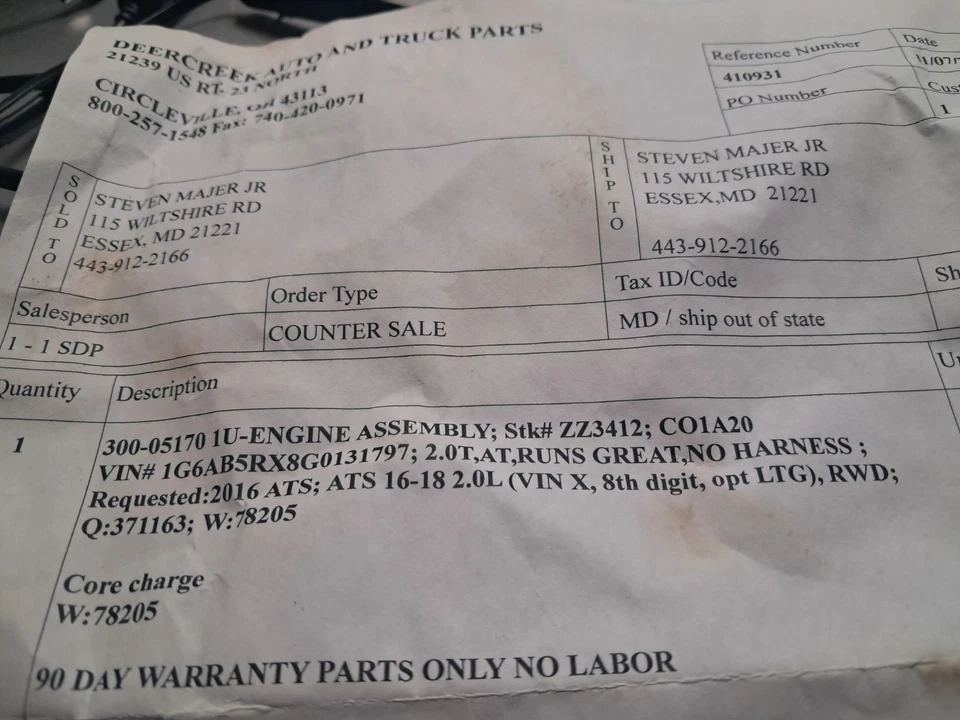 DEERCREEK AUTO AND TRUCK PARTS
21239 US RT. 23 NORTH
CIRCLEVILLE, OH 43113
800-257-1548 Fax: 740-420-0971
Reference Number
Date
410931
PO Number
1
SOLD TO
STEVEN MAJER JR
115 WILTSHIRE RD
ESSEX, MD 21221
443-912-2166
SHIP TO
STEVEN MAJER JR
115 WILTSHIRE RD
ESSEX,MD 21221
443-912-2166
Salesperson
Order Type
Tax ID/Code
Sh
1 - 1 SDP
COUNTER SALE
MD / ship out of state
Quantity
Description
1
300-05170 1U-ENGINE ASSEMBLY; Stk# ZZ3412; CO1A20
VIN# 1G6AB5RX8G0131797; 2.0T,AT,RUNS GREAT,NO HARNESS ;
Requested:2016 ATS; ATS 16-18 2.0L (VIN X, 8th digit, opt LTG), RWD;
Q:371163; W:78205
Core charge
W:78205
90 DAY WARRANTY PARTS ONLY NO LABOR